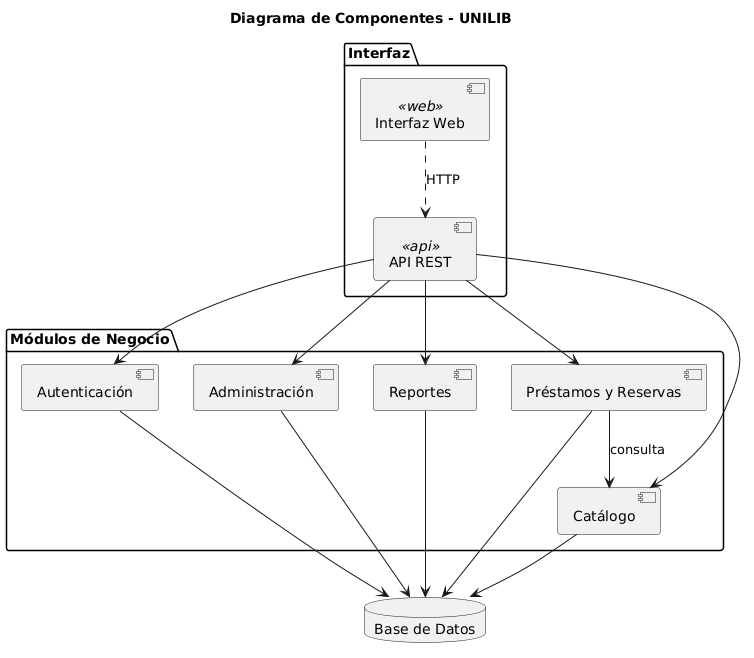 Diagrama de Componentes - UNILIB
Interfaz
«web»
Interfaz Web
HTTP
«api»
API REST
Módulos de Negocio
Autenticación
Administración
Reportes
Préstamos y Reservas
consulta
Catálogo
Base de Datos